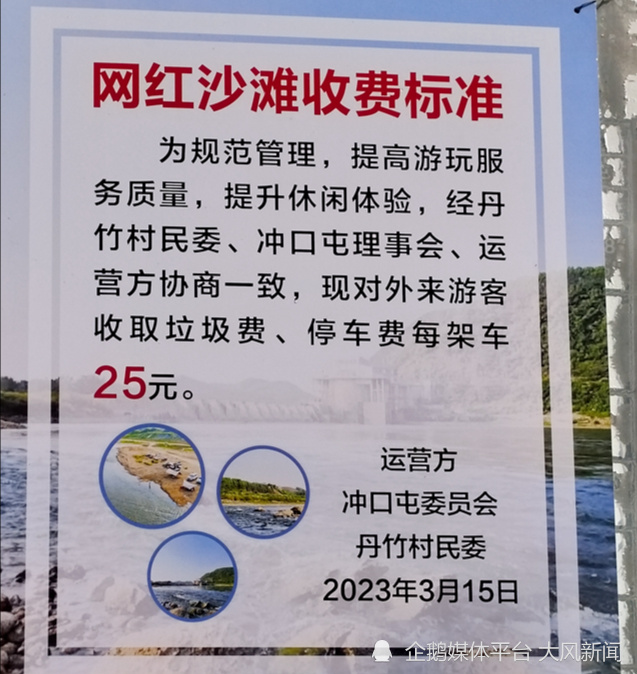 网红沙滩收费标准
为规范管理，提高游玩服
务质量，提升休闲体验，经丹
竹村民委、冲口屯理事会、运
营方协商一致，现对外来游客
收取垃圾费、停车费每架车
25元。
运营方
冲口屯委员会
丹竹村民委
2023年3月15日
企鹅媒体平台 大风新闻